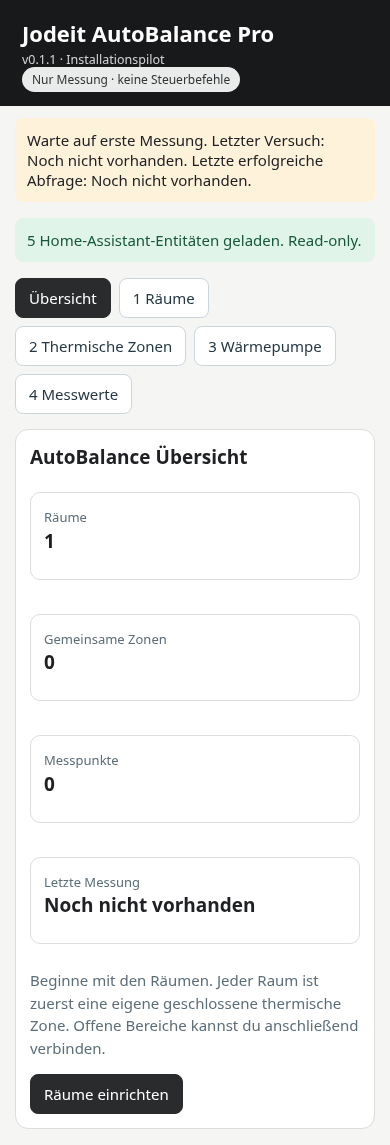 Jodeit AutoBalance Pro
v0.1.1 · Installationspilot
Nur Messung · keine Steuerbefehle
Warte auf erste Messung. Letzter Versuch:
Noch nicht vorhanden. Letzte erfolgreiche
Abfrage: Noch nicht vorhanden.
5 Home-Assistant-Entitäten geladen. Read-only.
Übersicht
1 Räume
2 Thermische Zonen
3 Wärmepumpe
4 Messwerte
AutoBalance Übersicht
Räume
1
Gemeinsame Zonen
0
Messpunkte
0
Letzte Messung
Noch nicht vorhanden
Beginne mit den Räumen. Jeder Raum ist
zuerst eine eigene geschlossene thermische
Zone. Offene Bereiche kannst du anschließend
verbinden.
Räume einrichten